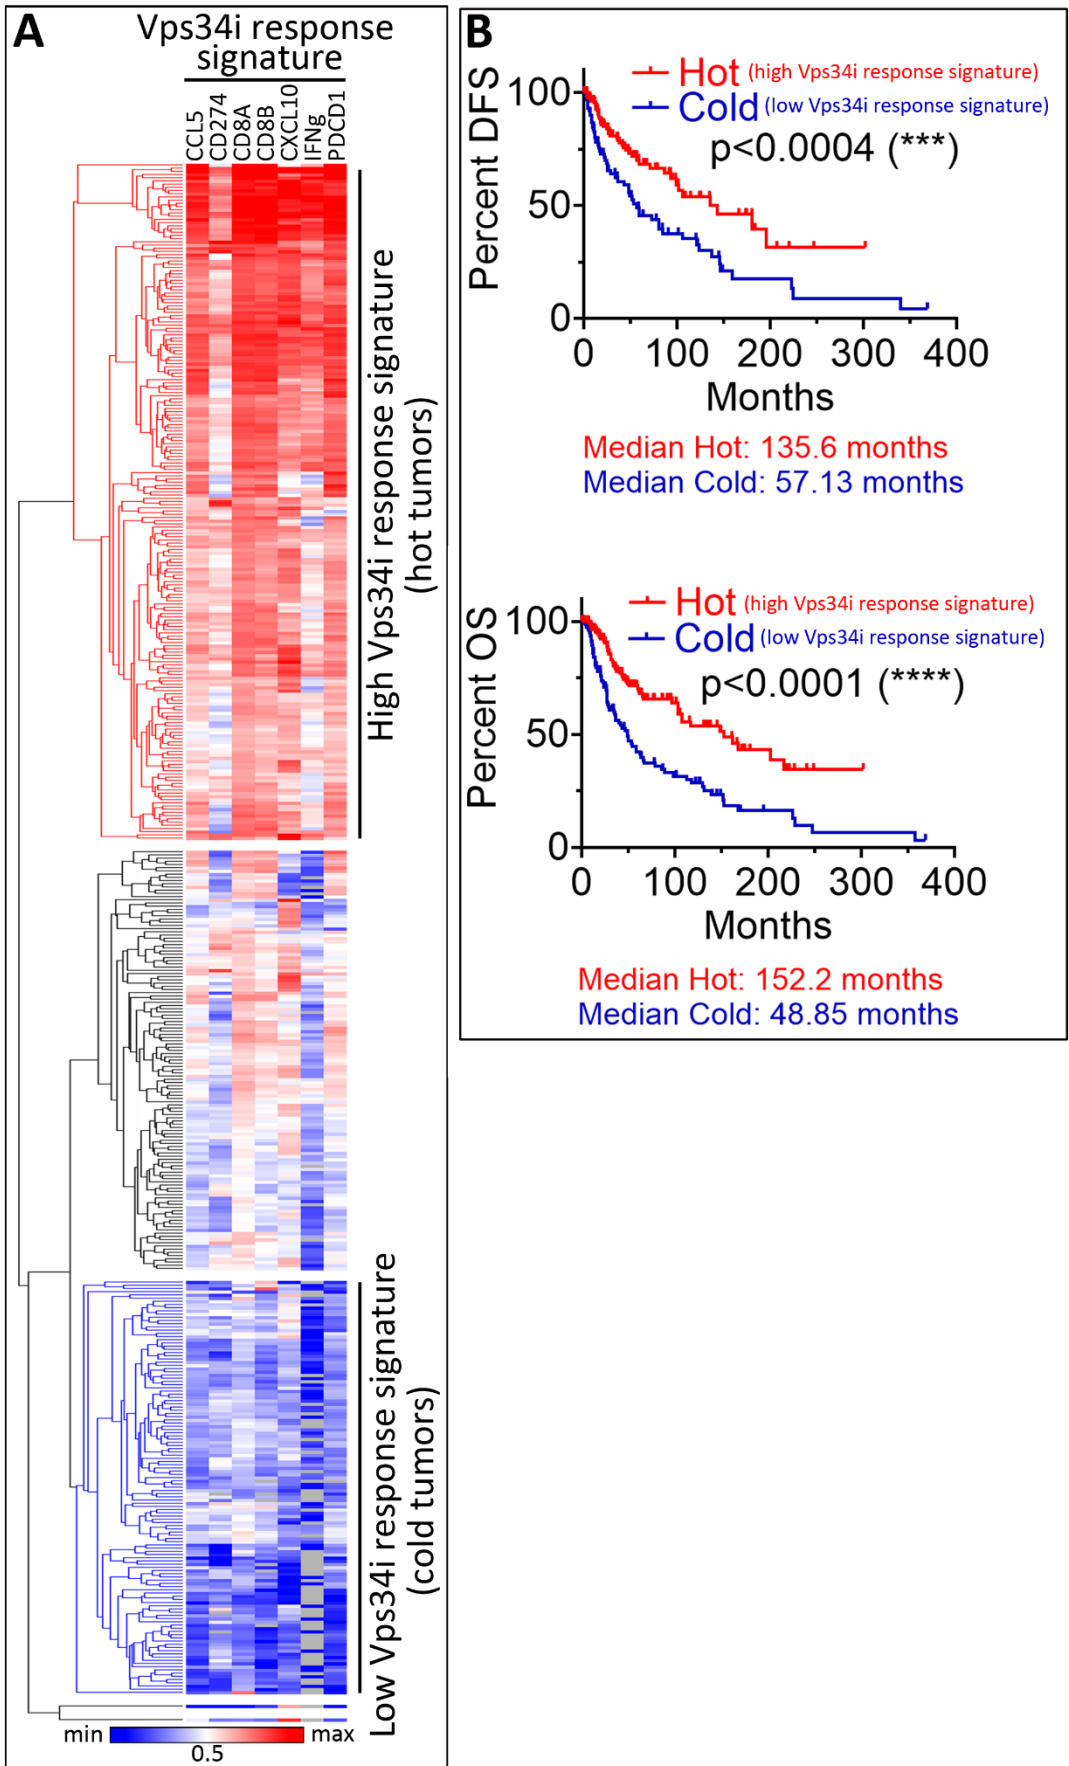 A
Vps34i response
signature
CCL5
CD274
CD8A
CD8B
CXCL10
IFNg
PDCD1
High Vps34i response signature
(hot tumors)
Low Vps34i response signature
(cold tumors)
min
max
0.5
B
Hot (high Vps34i response signature)
Cold (low Vps34i response signature)
p<0.0004 (***)
Percent DFS
100
50
0
0 100 200 300 400
Months
Median Hot: 135.6 months
Median Cold: 57.13 months
Hot (high Vps34i response signature)
Cold (low Vps34i response signature)
p<0.0001 (****)
Percent OS
100
50
0
0 100 200 300 400
Months
Median Hot: 152.2 months
Median Cold: 48.85 months